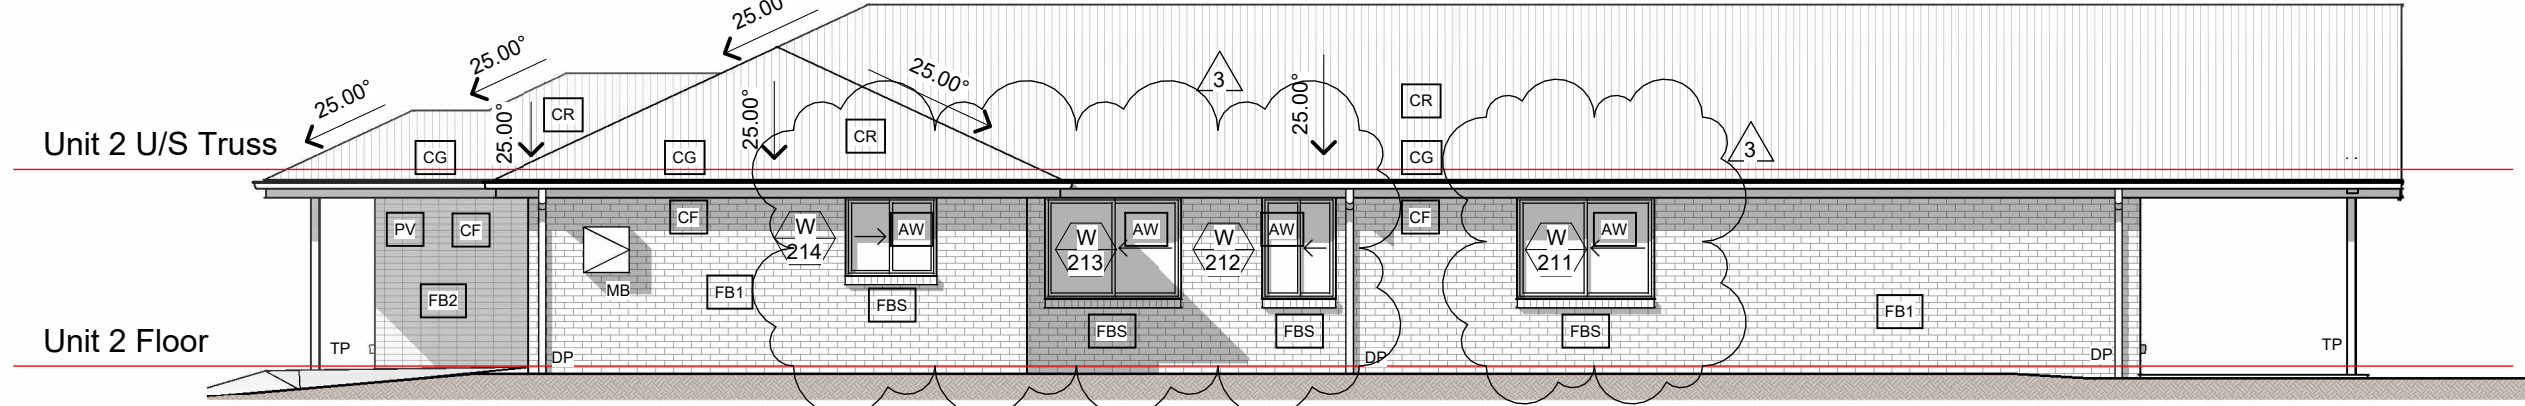 25.00°
25.00°
25.00°
25.00°
25.00°
25.00°
25.00°
3
3
CR
CR
CR
Unit 2 U/S Truss
CG
CG
CG
PV
CF
CF
W
214
AW
W
213
AW
W
212
AW
CF
W
211
AW
MB
FB2
FB1
FBS
FBS
FBS
FBS
FB1
Unit 2 Floor
TP
DP
DP
DP
TP